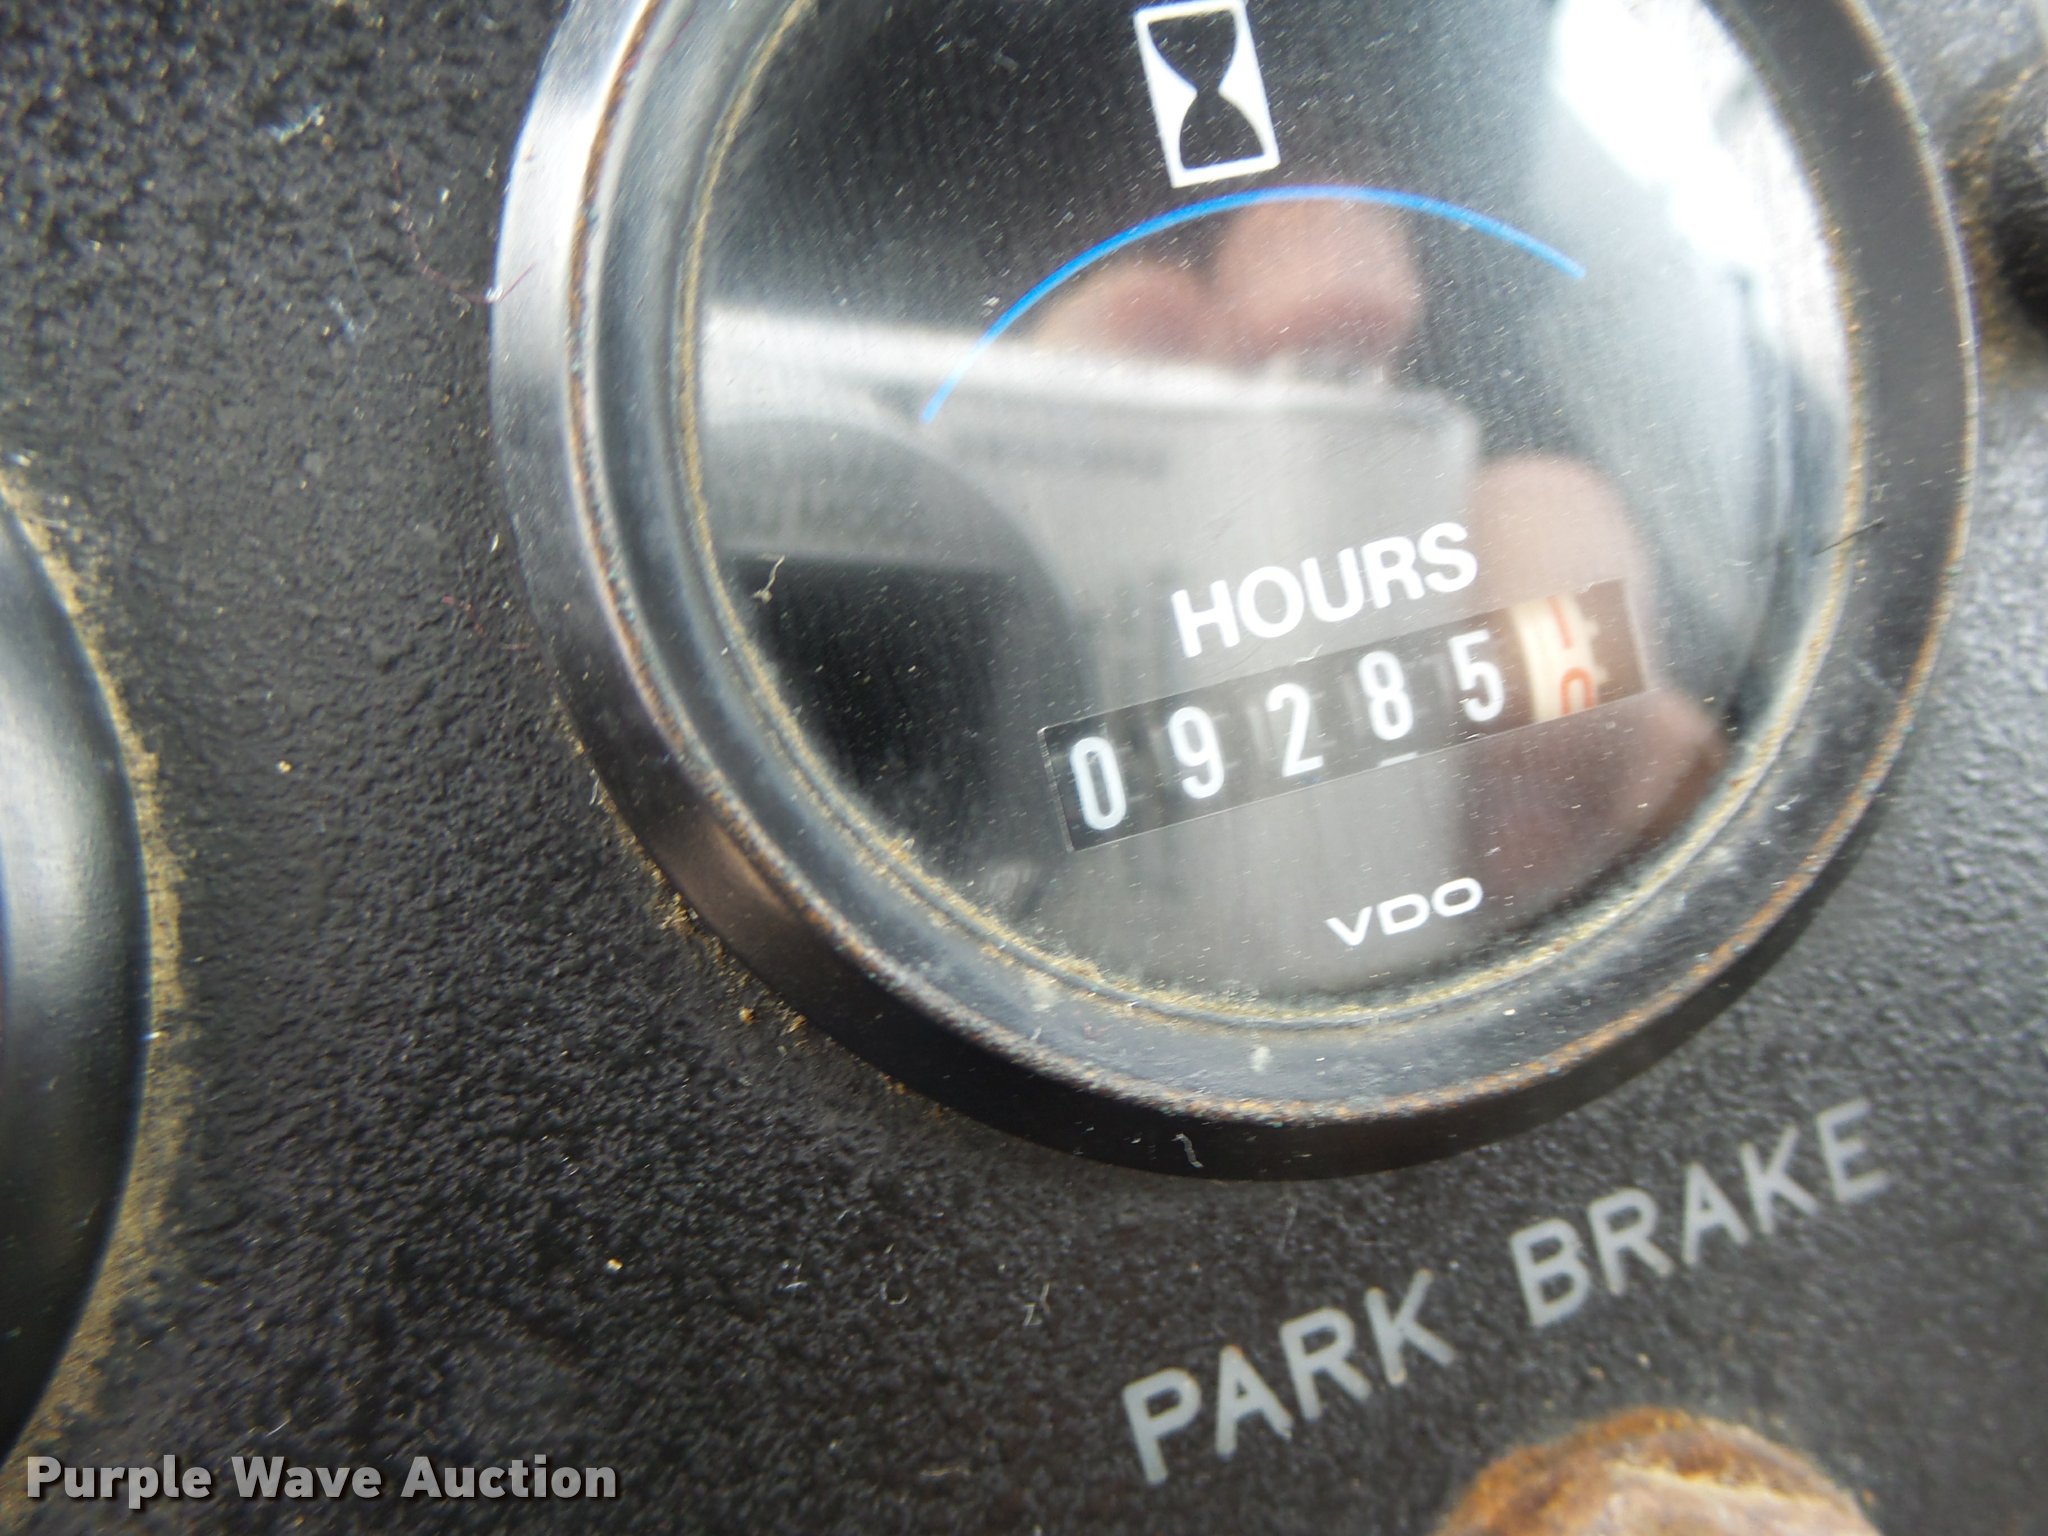 HOURS
09285
VDO
PARK BRAKE
Purple Wave Auction